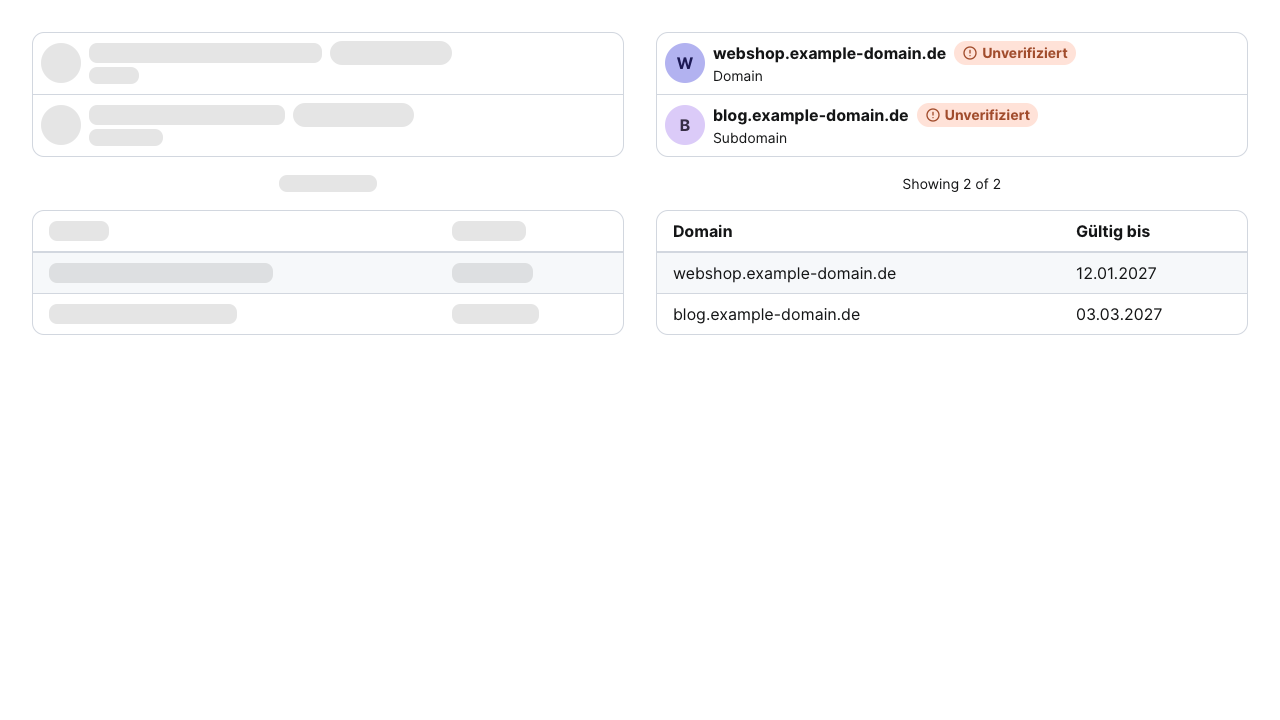 W
webshop.example-domain.de Unverifiziert
Domain
B
blog.example-domain.de Unverifiziert
Subdomain
Showing 2 of 2
Domain Gültig bis
webshop.example-domain.de 12.01.2027
blog.example-domain.de 03.03.2027